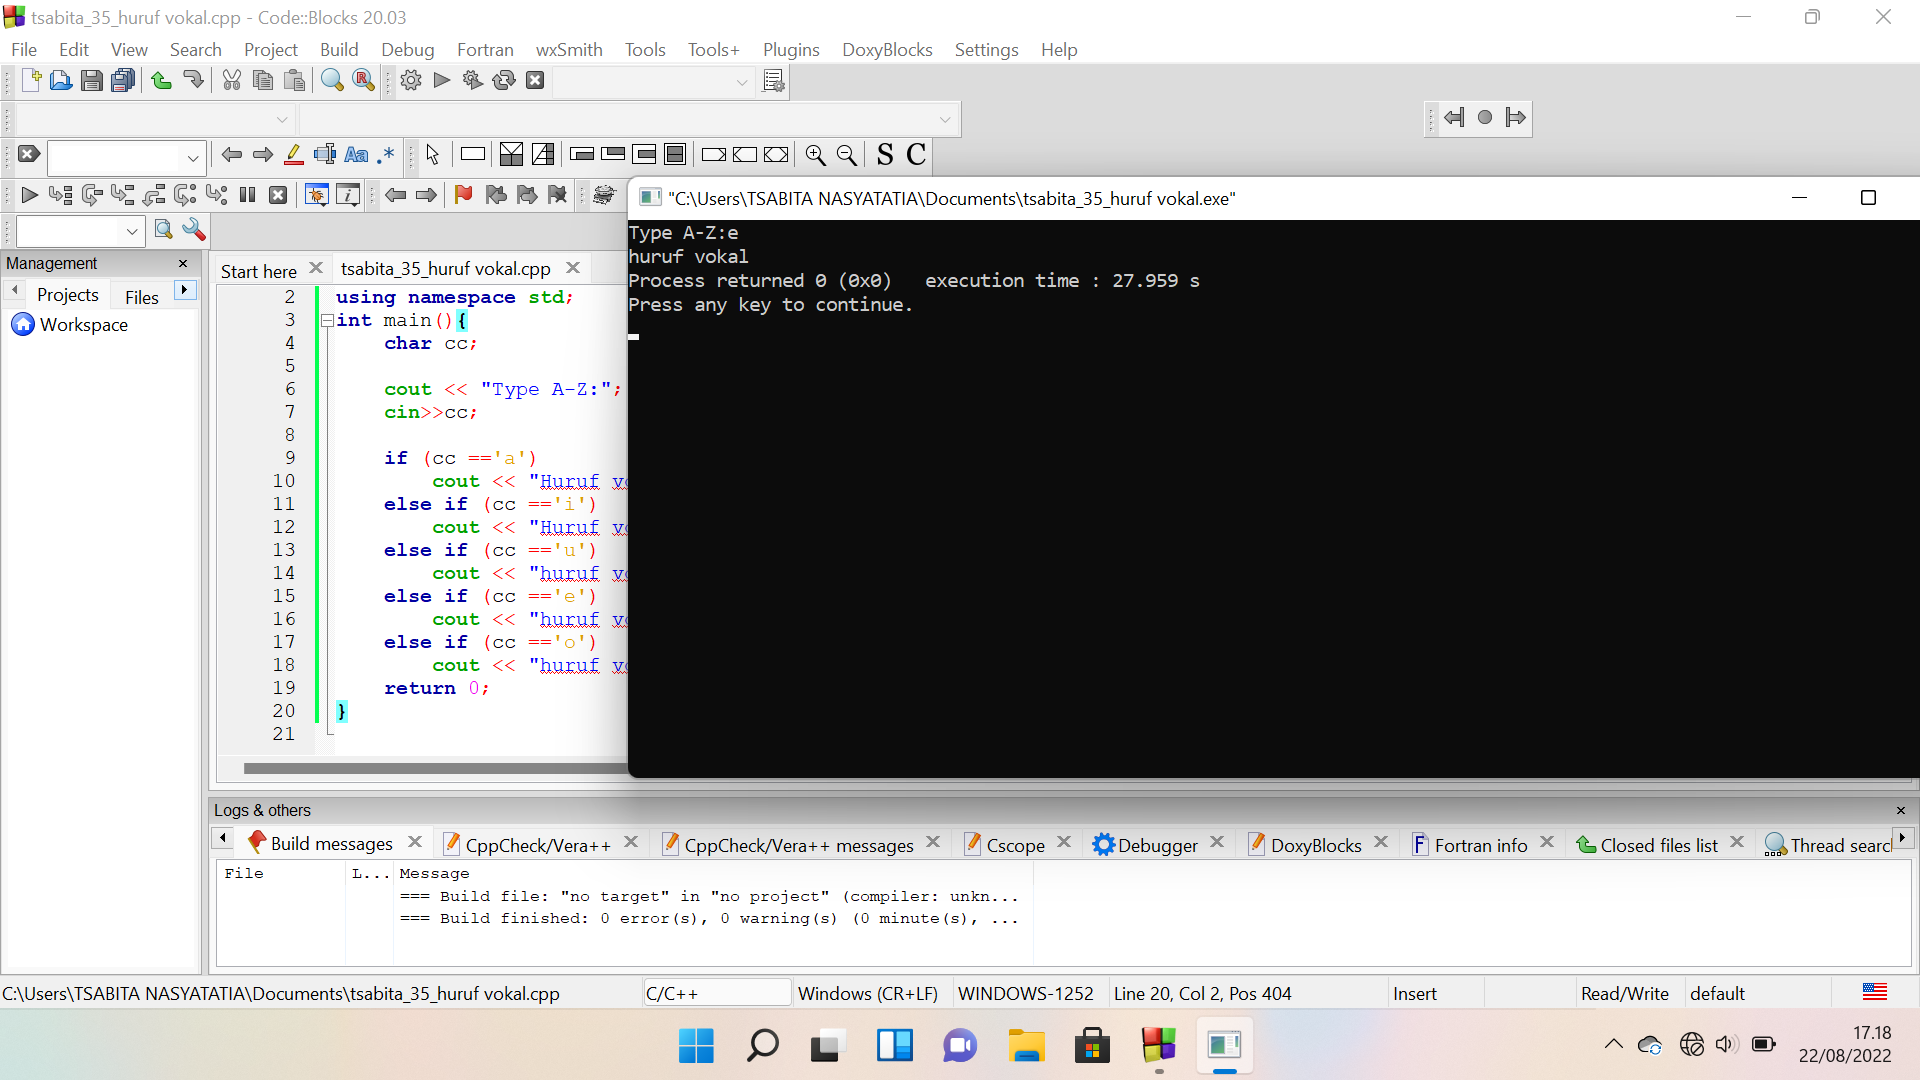 tsabita_35_huruf vokal.cpp - Code::Blocks 20.03
File Edit View Search Project Build Debug Fortran wxSmith Tools Tools+ Plugins DoxyBlocks Settings Help
Aa .*
S C
"C:\Users\TSABITA NASYATATIA\Documents\tsabita_35_huruf vokal.exe"
Type A-Z:e
huruf vokal
Process returned 0 (0x0)   execution time : 27.959 s
Press any key to continue.
Management
Projects Files
Workspace
Start here tsabita_35_huruf vokal.cpp
2 using namespace std;
3 int main(){
4 char cc;
5
6 cout << "Type A-Z:";
7 cin>>cc;
8
9 if (cc =='a')
10 cout << "Huruf
11 else if (cc =='i')
12 cout << "Huruf
13 else if (cc =='u')
14 cout << "huruf
15 else if (cc =='e')
16 cout << "huruf
17 else if (cc =='o')
18 cout << "huruf
19 return 0;
20 }
21
Logs & others
Build messages CppCheck/Vera++ CppCheck/Vera++ messages Cscope Debugger DoxyBlocks Fortran info Closed files list Thread searc
File L... Message
=== Build file: "no target" in "no project" (compiler: unkn...
=== Build finished: 0 error(s), 0 warning(s) (0 minute(s), ...
C:\Users\TSABITA NASYATATIA\Documents\tsabita_35_huruf vokal.cpp C/C++ Windows (CR+LF) WINDOWS-1252 Line 20, Col 2, Pos 404 Insert Read/Write default
17.18
22/08/2022